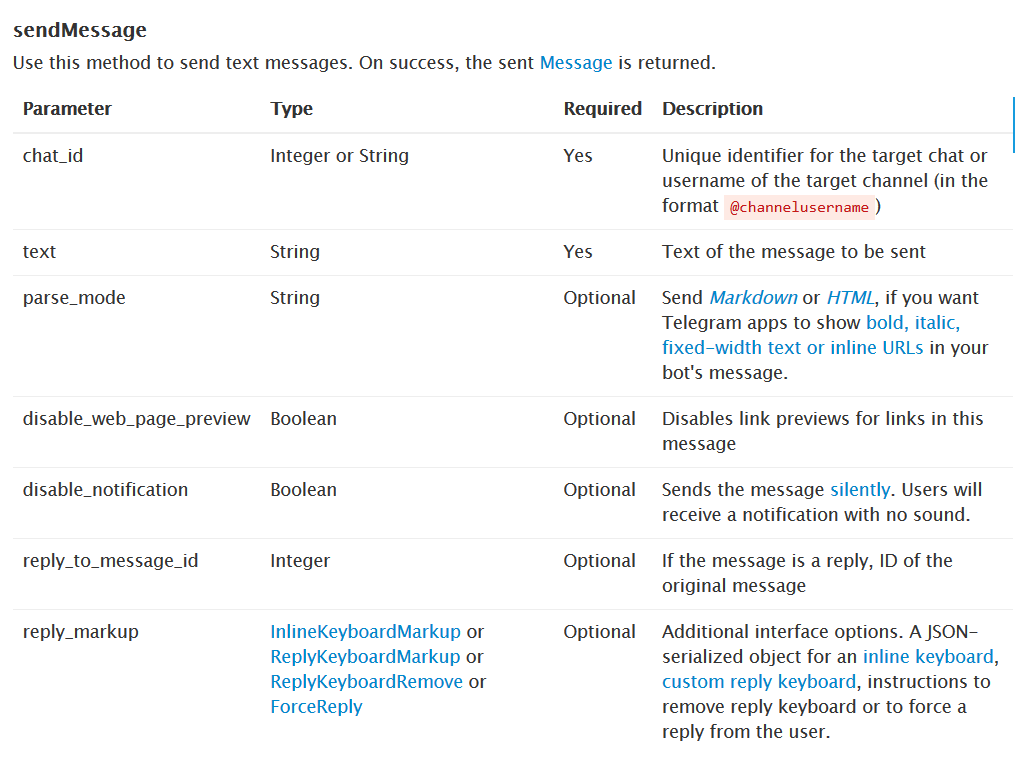 sendMessage
Use this method to send text messages. On success, the sent Message is returned.
Parameter Type Required Description
chat_id Integer or String Yes Unique identifier for the target chat or
username of the target channel (in the
format @channelusername)
text String Yes Text of the message to be sent
parse_mode String Optional Send Markdown or HTML, if you want
Telegram apps to show bold, italic,
fixed-width text or inline URLs in your
bot's message.
disable_web_page_preview Boolean Optional Disables link previews for links in this
message
disable_notification Boolean Optional Sends the message silently. Users will
receive a notification with no sound.
reply_to_message_id Integer Optional If the message is a reply, ID of the
original message
reply_markup InlineKeyboardMarkup or Optional Additional interface options. A JSON-
ReplyKeyboardMarkup or serialized object for an inline keyboard,
ReplyKeyboardRemove or custom reply keyboard, instructions to
ForceReply remove reply keyboard or to force a
reply from the user.